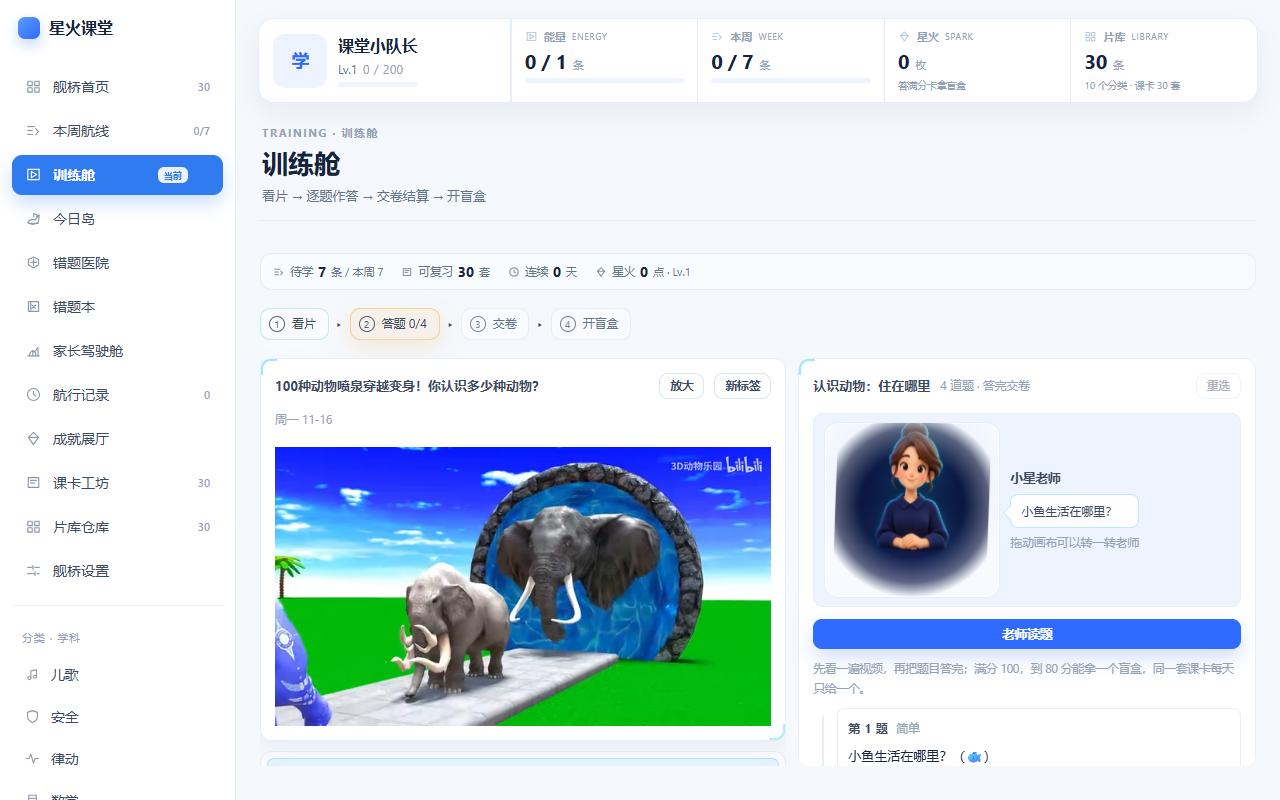 星火课堂
舰桥首页 30
本周航线 0/7
训练舱 当前
今日岛
错题医院
错题本
家长驾驶舱
航行记录 0
成就展厅
课卡工坊 30
片库仓库 30
舰桥设置
分类 · 学科
儿歌
安全
律动
数学
学
课堂小队长
Lv.1 0 / 200
能量 ENERGY
0 / 1 条
本周 WEEK
0 / 7 条
星火 SPARK
0 枚
答满分卡拿盲盒
片库 LIBRARY
30 条
10 个分类 · 课卡 30 套
TRAINING · 训练舱
训练舱
看片 → 逐题作答 → 交卷结算 → 开盲盒
待学 7 条 / 本周 7 可复习 30 套 连续 0 天 星火 0 点 · Lv.1
1 看片 ▸ 2 答题 0/4 ▸ 3 交卷 ▸ 4 开盲盒
100种动物喷泉穿越变身！你认识多少种动物？ 放大 新标签
周一 11-16
3D动物乐园 bilibili
认识动物：住在哪里 4 道题 · 答完交卷 重选
小星老师
小鱼生活在哪里？
拖动画布可以转一转老师
老师读题
先看一遍视频，再把题目答完；满分 100，到 80 分能拿一个盲盒，同一套课卡每天
只给一个。
第 1 题 简单
小鱼生活在哪里？（🐟）